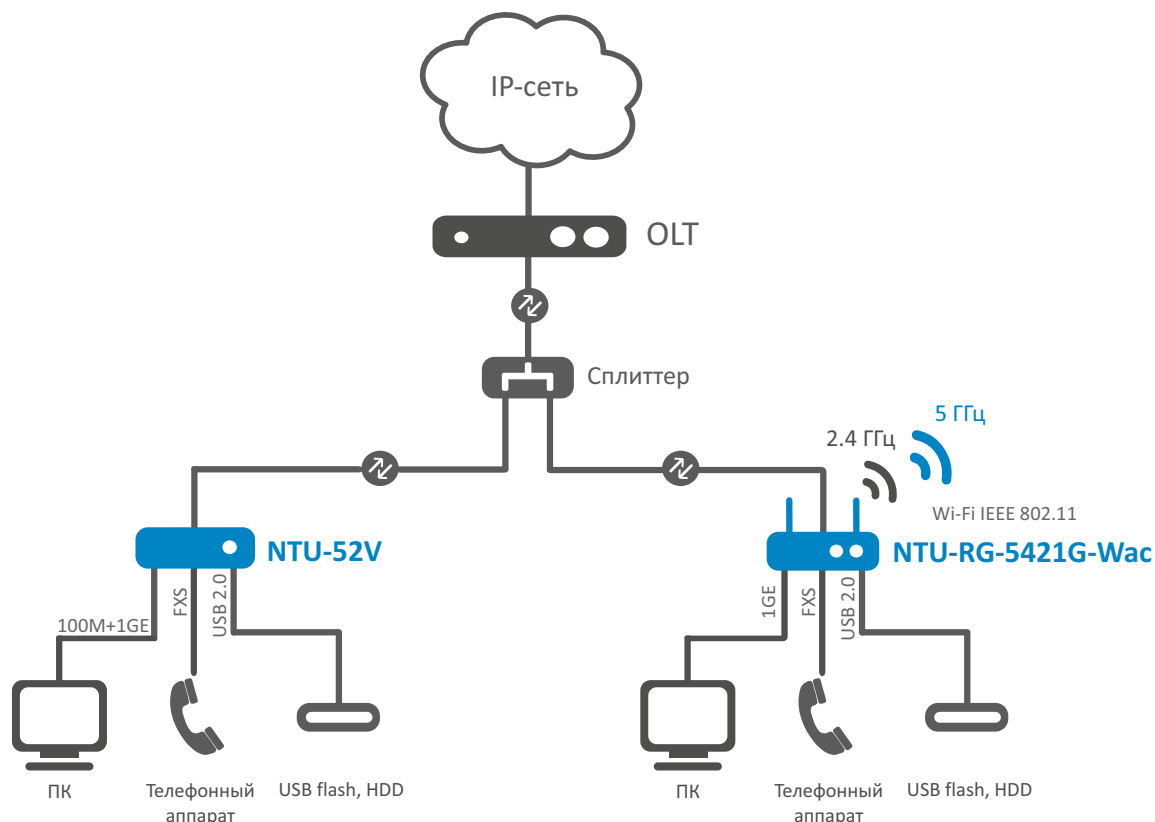 IP-сеть
OLT
Сплиттер
5 ГГц
2.4 ГГц
Wi-Fi IEEE 802.11
NTU-52V
NTU-RG-5421G-Wac
100M+1GE
FXS
USB 2.0
1GE
FXS
USB 2.0
ПК
Телефонный
аппарат
USB flash, HDD
ПК
Телефонный
аппарат
USB flash, HDD